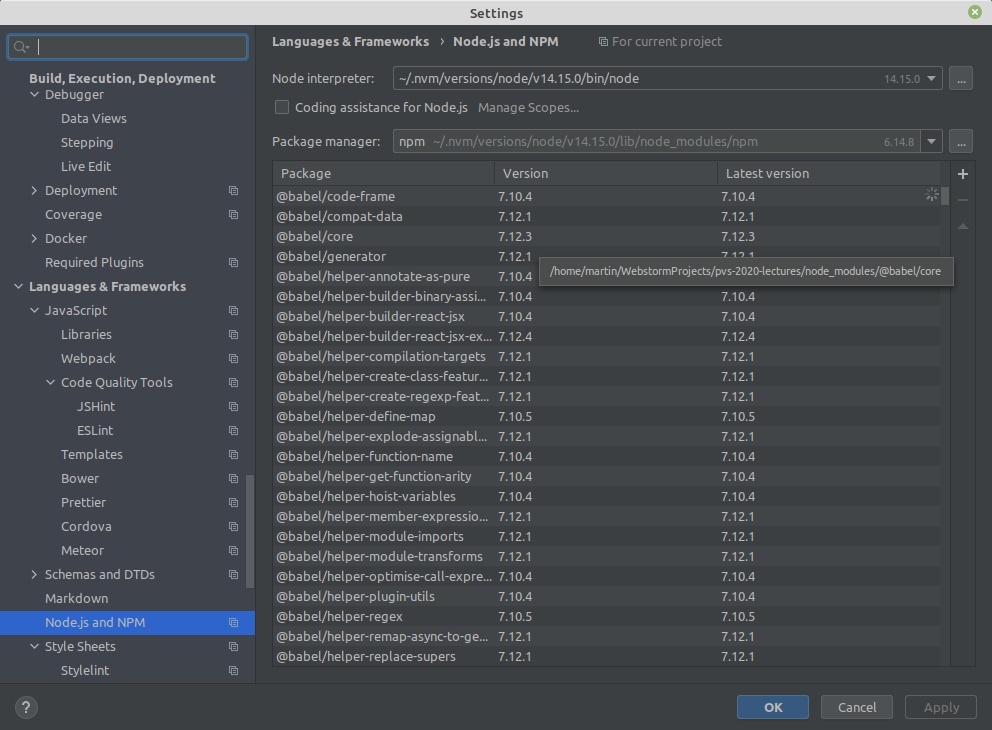 Settings
Build, Execution, Deployment
Debugger
Data Views
Stepping
Live Edit
Deployment
Coverage
Docker
Required Plugins
Languages & Frameworks
JavaScript
Libraries
Webpack
Code Quality Tools
JSHint
ESLint
Templates
Bower
Prettier
Cordova
Meteor
Schemas and DTDs
Markdown
Node.js and NPM
Style Sheets
Stylelint
?
Languages & Frameworks › Node.js and NPM For current project
Node interpreter: ~/.nvm/versions/node/v14.15.0/bin/node 14.15.0 ...
Coding assistance for Node.js Manage Scopes...
Package manager: npm ~/.nvm/versions/node/v14.15.0/lib/node_modules/npm 6.14.8 ...
Package Version Latest version
@babel/code-frame 7.10.4 7.10.4
@babel/compat-data 7.12.1 7.12.1
@babel/core 7.12.3 7.12.3
@babel/generator 7.12.1 7.12.1
/home/martin/WebstormProjects/pvs-2020-lectures/node_modules/@babel/core
@babel/helper-annotate-as-pure 7.10.4
@babel/helper-builder-binary-assi... 7.10.4 7.10.4
@babel/helper-builder-react-jsx 7.10.4 7.10.4
@babel/helper-builder-react-jsx-ex... 7.12.4 7.12.4
@babel/helper-compilation-targets 7.12.1 7.12.1
@babel/helper-create-class-featur... 7.12.1 7.12.1
@babel/helper-create-regexp-feat... 7.12.1 7.12.1
@babel/helper-define-map 7.10.5 7.10.5
@babel/helper-explode-assignabl... 7.12.1 7.12.1
@babel/helper-function-name 7.10.4 7.10.4
@babel/helper-get-function-arity 7.10.4 7.10.4
@babel/helper-hoist-variables 7.10.4 7.10.4
@babel/helper-member-expressio... 7.12.1 7.12.1
@babel/helper-module-imports 7.12.1 7.12.1
@babel/helper-module-transforms 7.12.1 7.12.1
@babel/helper-optimise-call-expre... 7.10.4 7.10.4
@babel/helper-plugin-utils 7.10.4 7.10.4
@babel/helper-regex 7.10.5 7.10.5
@babel/helper-remap-async-to-ge... 7.12.1 7.12.1
@babel/helper-replace-supers 7.12.1 7.12.1
OK Cancel Apply